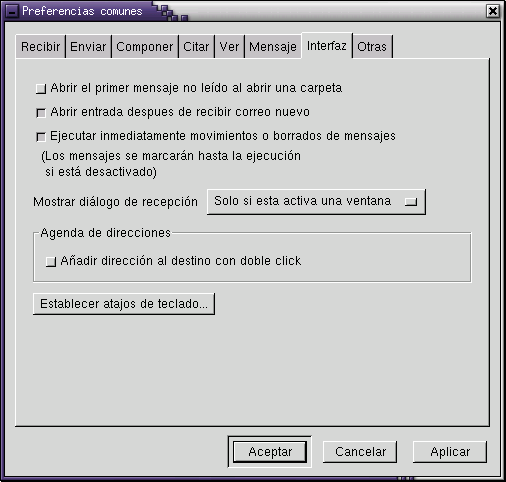 Preferencias comunes
Recibir Enviar Componer Citar Ver Mensaje Interfaz Otras
Abrir el primer mensaje no leído al abrir una carpeta
Abrir entrada despues de recibir correo nuevo
Ejecutar inmediatamente movimientos o borrados de mensajes
(Los mensajes se marcarán hasta la ejecución
si está desactivado)
Mostrar diálogo de recepción Solo si esta activa una ventana
Agenda de direcciones
Añadir dirección al destino con doble click
Establecer atajos de teclado...
Aceptar Cancelar Aplicar